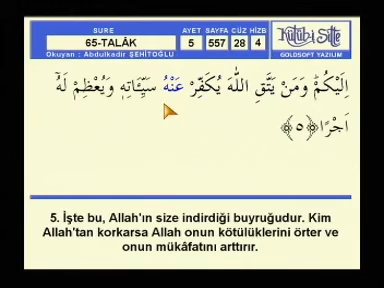 SURE AYET SAYFA CÜZ HİZB
65-TALÂK 5 557 28 4
Okuyan : Abdulkadir ŞEHİTOĞLU
Kütübi Sitte
GOLDSOFT YAZILIM
اِلَيْكُمْۜ وَمَنْ يَتَّقِ اللّٰهَ يُكَفِّرْ عَنْهُ سَيِّـَٔاتِه۪ وَيُعْظِمْ لَهُٓ
اَجْرًا ﴿٥﴾
5. İşte bu, Allah'ın size indirdiği buyruğudur. Kim
Allah'tan korkarsa Allah onun kötülüklerini örter ve
onun mükâfatını arttırır.